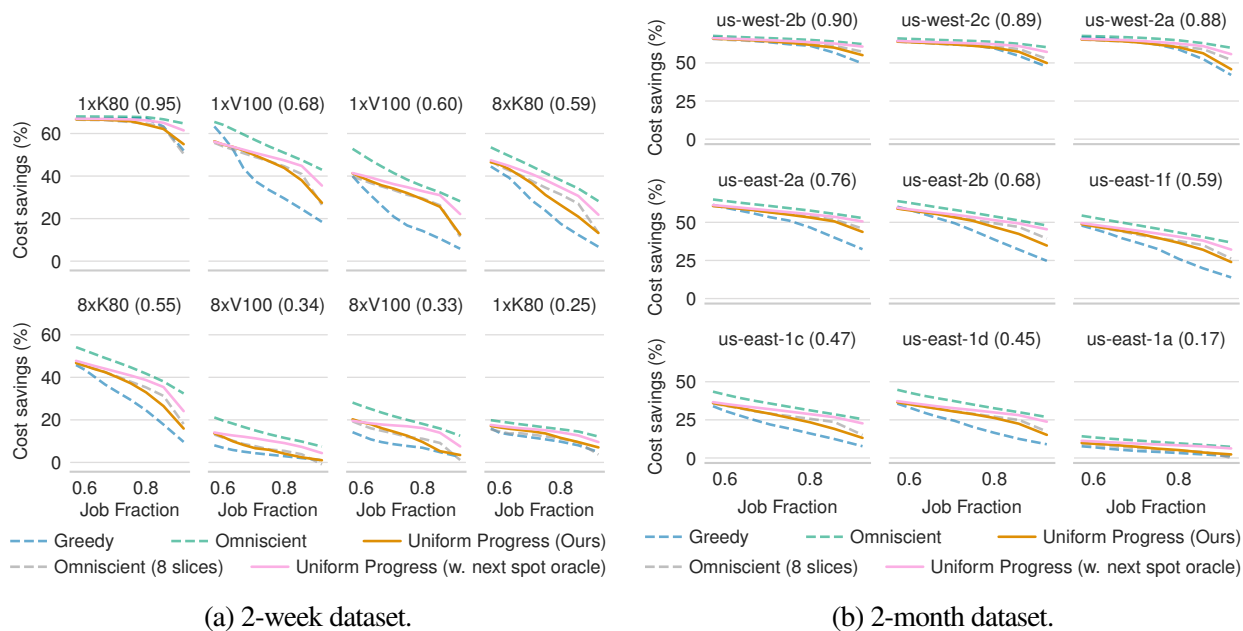 1xK80 (0.95) 1xV100 (0.68) 1xV100 (0.60) 8xK80 (0.59)
Cost savings (%)
60
40
20
0
8xK80 (0.55) 8xV100 (0.34) 8xV100 (0.33) 1xK80 (0.25)
Cost savings (%)
60
40
20
0
0.6 0.8 0.6 0.8 0.6 0.8 0.6 0.8
Job Fraction Job Fraction Job Fraction Job Fraction
Greedy Omniscient Uniform Progress (Ours)
Omniscient (8 slices) Uniform Progress (w. next spot oracle)
(a) 2-week dataset.
us-west-2b (0.90) us-west-2c (0.89) us-west-2a (0.88)
Cost savings (%)
50
25
0
us-east-2a (0.76) us-east-2b (0.68) us-east-1f (0.59)
Cost savings (%)
50
25
0
us-east-1c (0.47) us-east-1d (0.45) us-east-1a (0.17)
Cost savings (%)
50
25
0
0.6 0.8 0.6 0.8 0.6 0.8
Job Fraction Job Fraction Job Fraction
Greedy Omniscient Uniform Progress (Ours)
Omniscient (8 slices) Uniform Progress (w. next spot oracle)
(b) 2-month dataset.